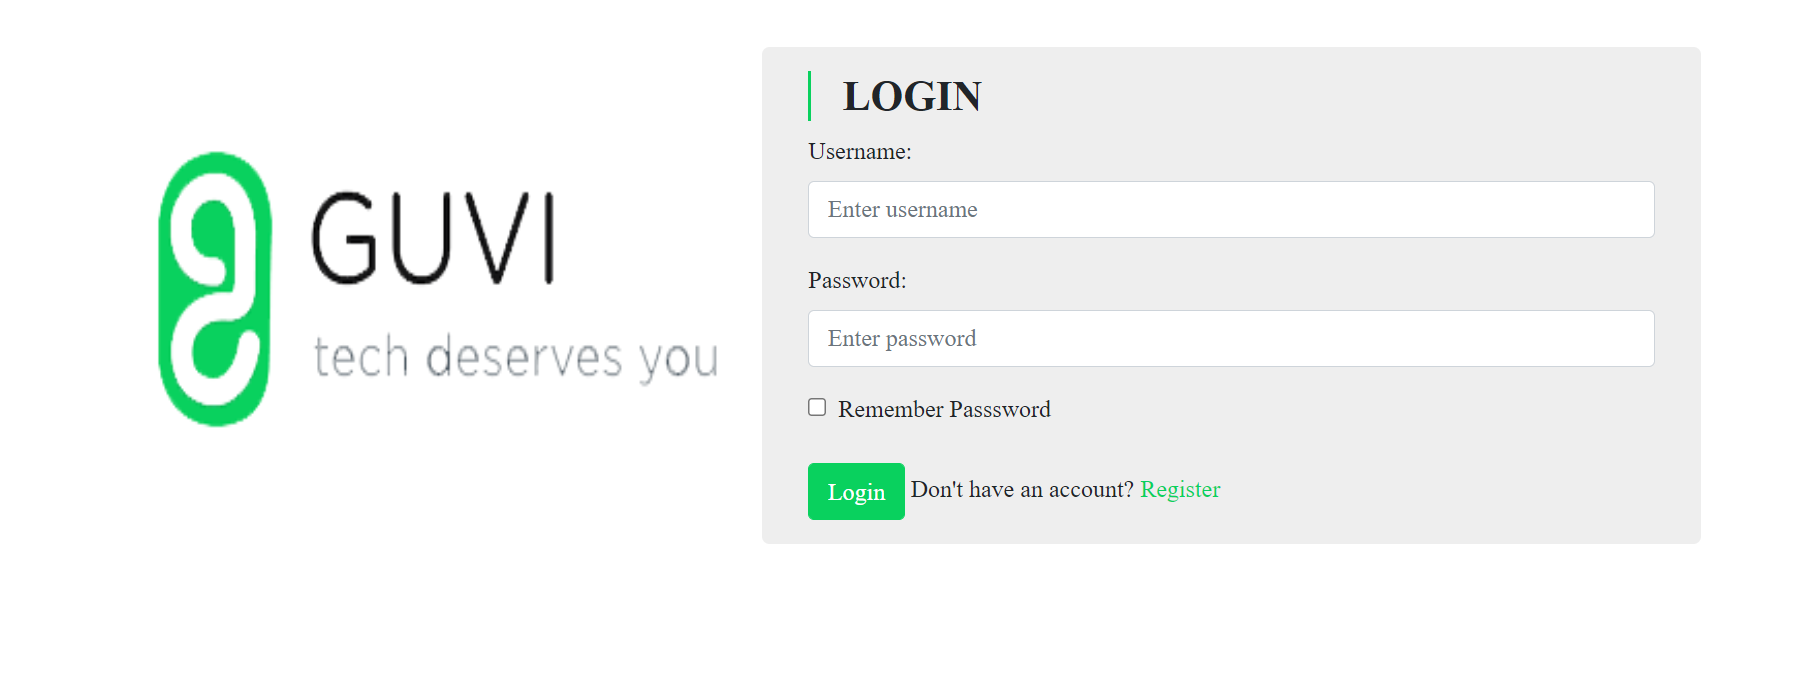 GUVI
tech deserves you
LOGIN
Username:
Enter username
Password:
Enter password
Remember Passsword
Login Don't have an account? Register